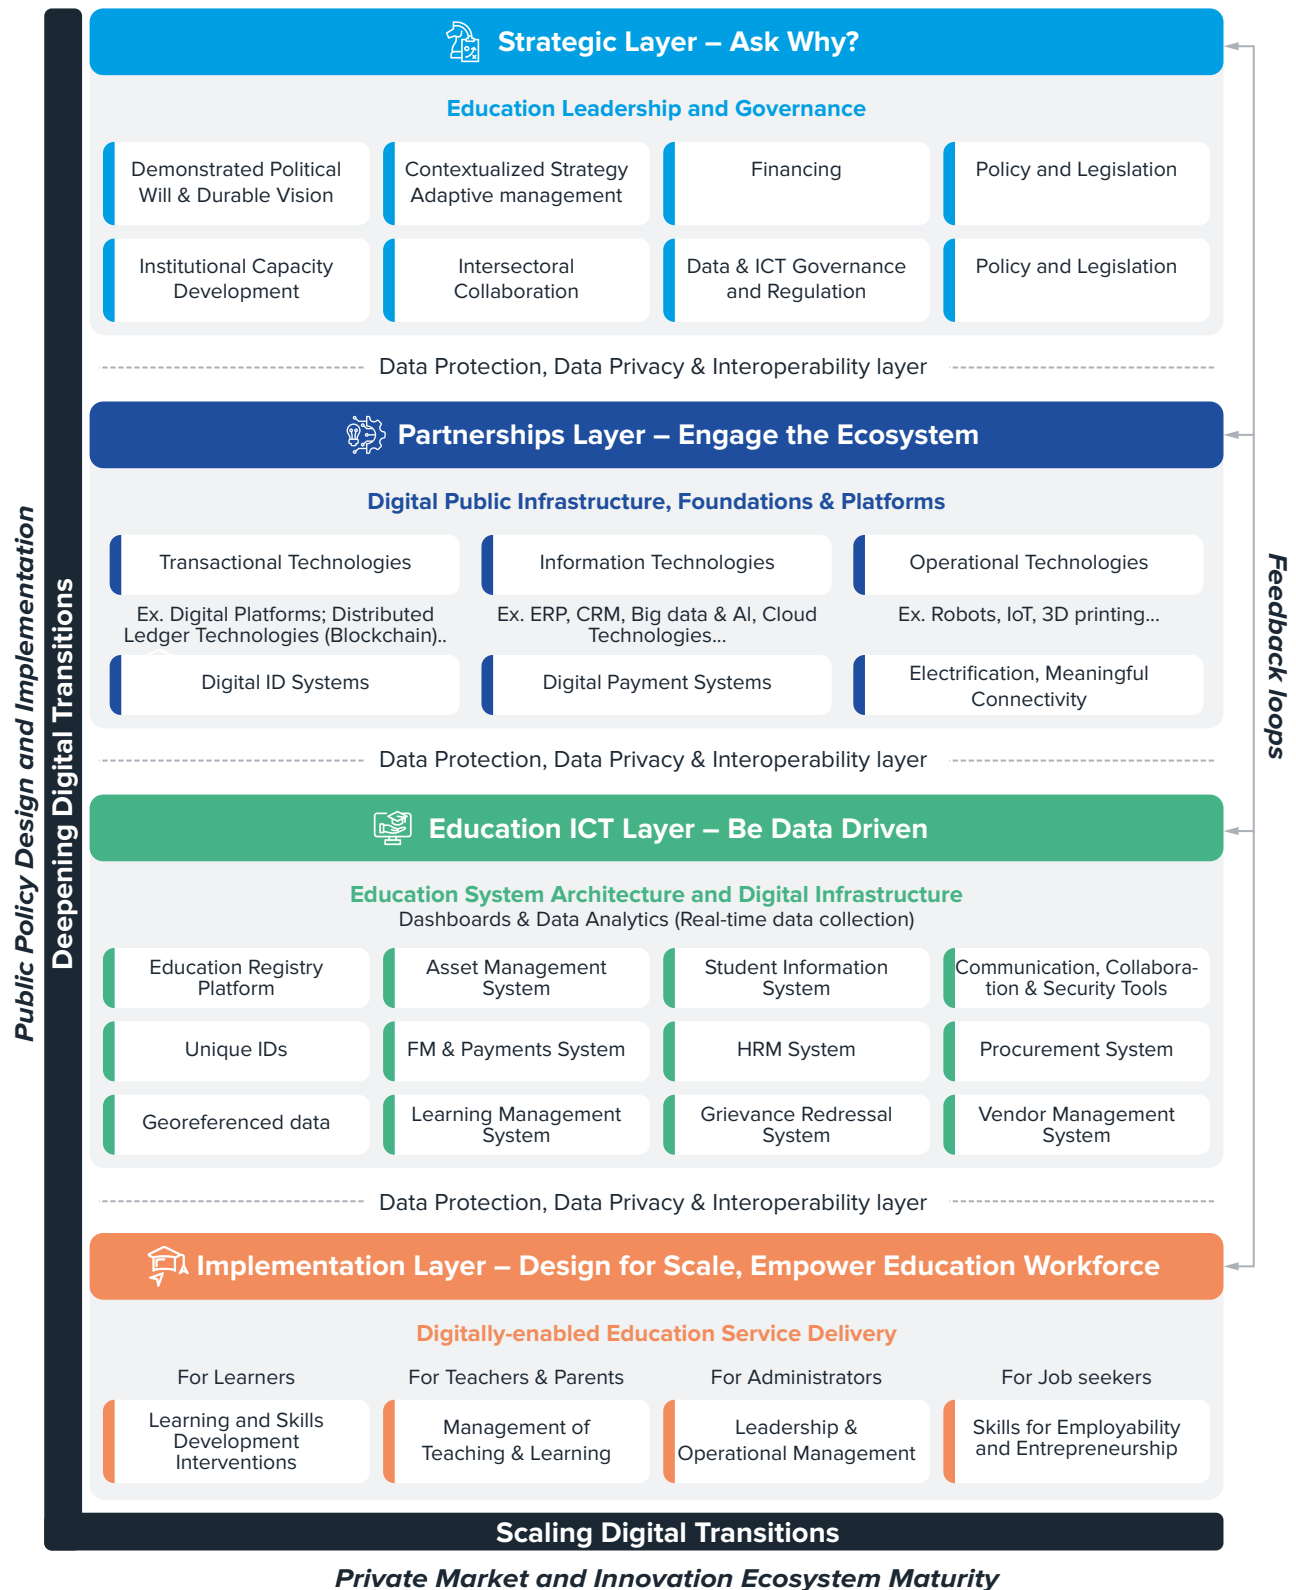 Strategic Layer – Ask Why?
Education Leadership and Governance
Demonstrated Political
Will & Durable Vision
Contextualized Strategy
Adaptive management
Financing
Policy and Legislation
Institutional Capacity
Development
Intersectoral
Collaboration
Data & ICT Governance
and Regulation
Policy and Legislation
Data Protection, Data Privacy & Interoperability layer
Partnerships Layer – Engage the Ecosystem
Digital Public Infrastructure, Foundations & Platforms
Transactional Technologies
Ex. Digital Platforms; Distributed
Ledger Technologies (Blockchain)..
Information Technologies
Ex. ERP, CRM, Big data & AI, Cloud
Technologies...
Operational Technologies
Ex. Robots, IoT, 3D printing...
Digital ID Systems
Digital Payment Systems
Electrification, Meaningful
Connectivity
Data Protection, Data Privacy & Interoperability layer
Education ICT Layer – Be Data Driven
Education System Architecture and Digital Infrastructure
Dashboards & Data Analytics (Real-time data collection)
Education Registry
Platform
Asset Management
System
Student Information
System
Communication, Collabora-
tion & Security Tools
Unique IDs
FM & Payments System
HRM System
Procurement System
Georeferenced data
Learning Management
System
Grievance Redressal
System
Vendor Management
System
Data Protection, Data Privacy & Interoperability layer
Implementation Layer – Design for Scale, Empower Education Workforce
Digitally-enabled Education Service Delivery
For Learners
Learning and Skills
Development
Interventions
For Teachers & Parents
Management of
Teaching & Learning
For Administrators
Leadership &
Operational Management
For Job seekers
Skills for Employability
and Entrepreneurship
Public Policy Design and Implementation
Deepening Digital Transitions
Feedback loops
Scaling Digital Transitions
Private Market and Innovation Ecosystem Maturity